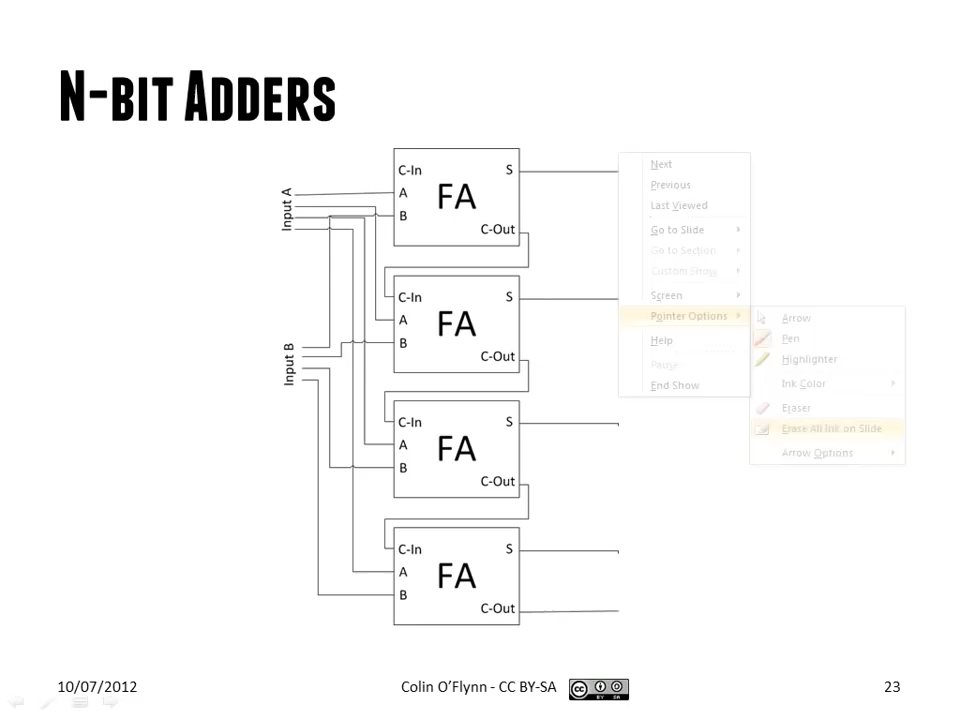 N-BIT ADDERS
Input A
Input B
C-In
A
B
FA
S
C-Out
C-In
A
B
FA
S
C-Out
C-In
A
B
FA
S
C-Out
C-In
A
B
FA
S
C-Out
Next
Previous
Last Viewed
Go to Slide
Go to Section
Custom Show
Screen
Pointer Options
Help
Pause
End Show
Arrow
Pen
Highlighter
Ink Color
Eraser
Erase All Ink on Slide
Arrow Options
10/07/2012
Colin O'Flynn - CC BY-SA
cc
BY SA
23